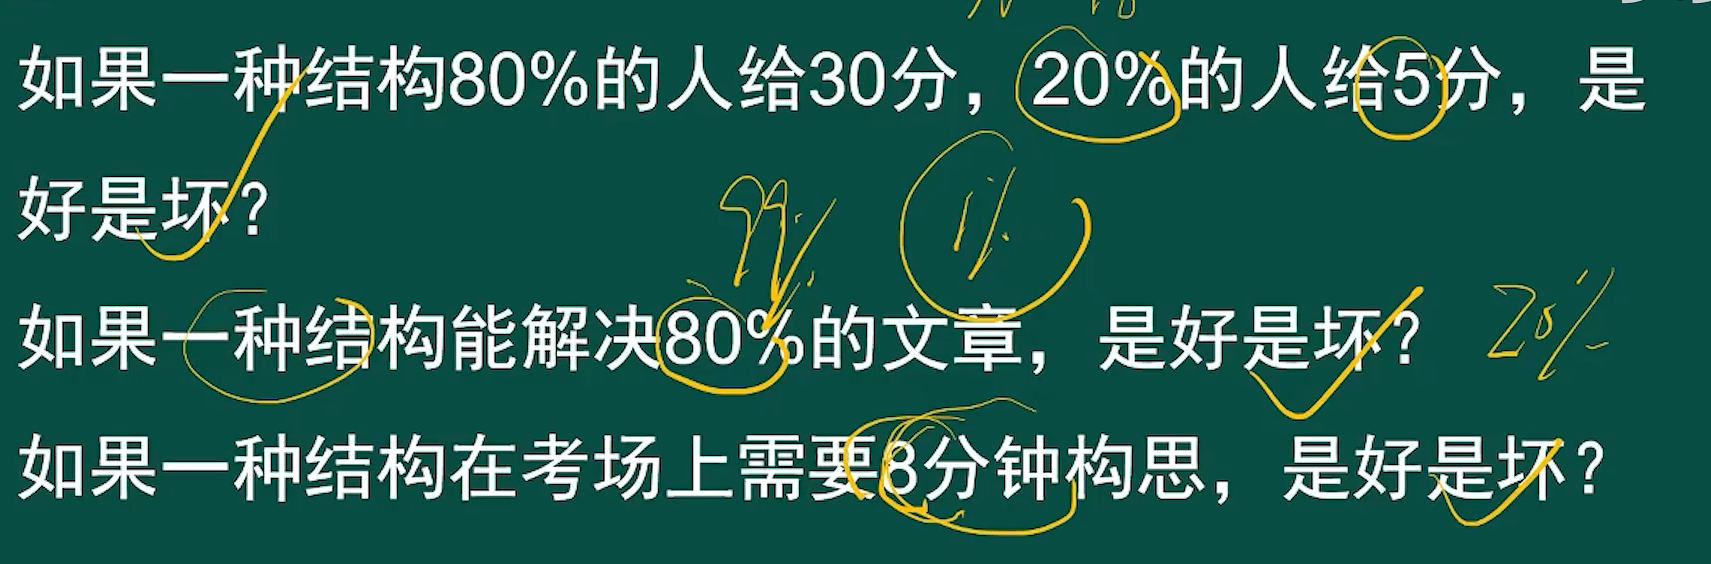 如果一种结构80%的人给30分，20%的人给5分，是
好是坏？
99% 1%
如果一种结构能解决80%的文章，是好是坏？ 20%
如果一种结构在考场上需要8分钟构思，是好是坏？